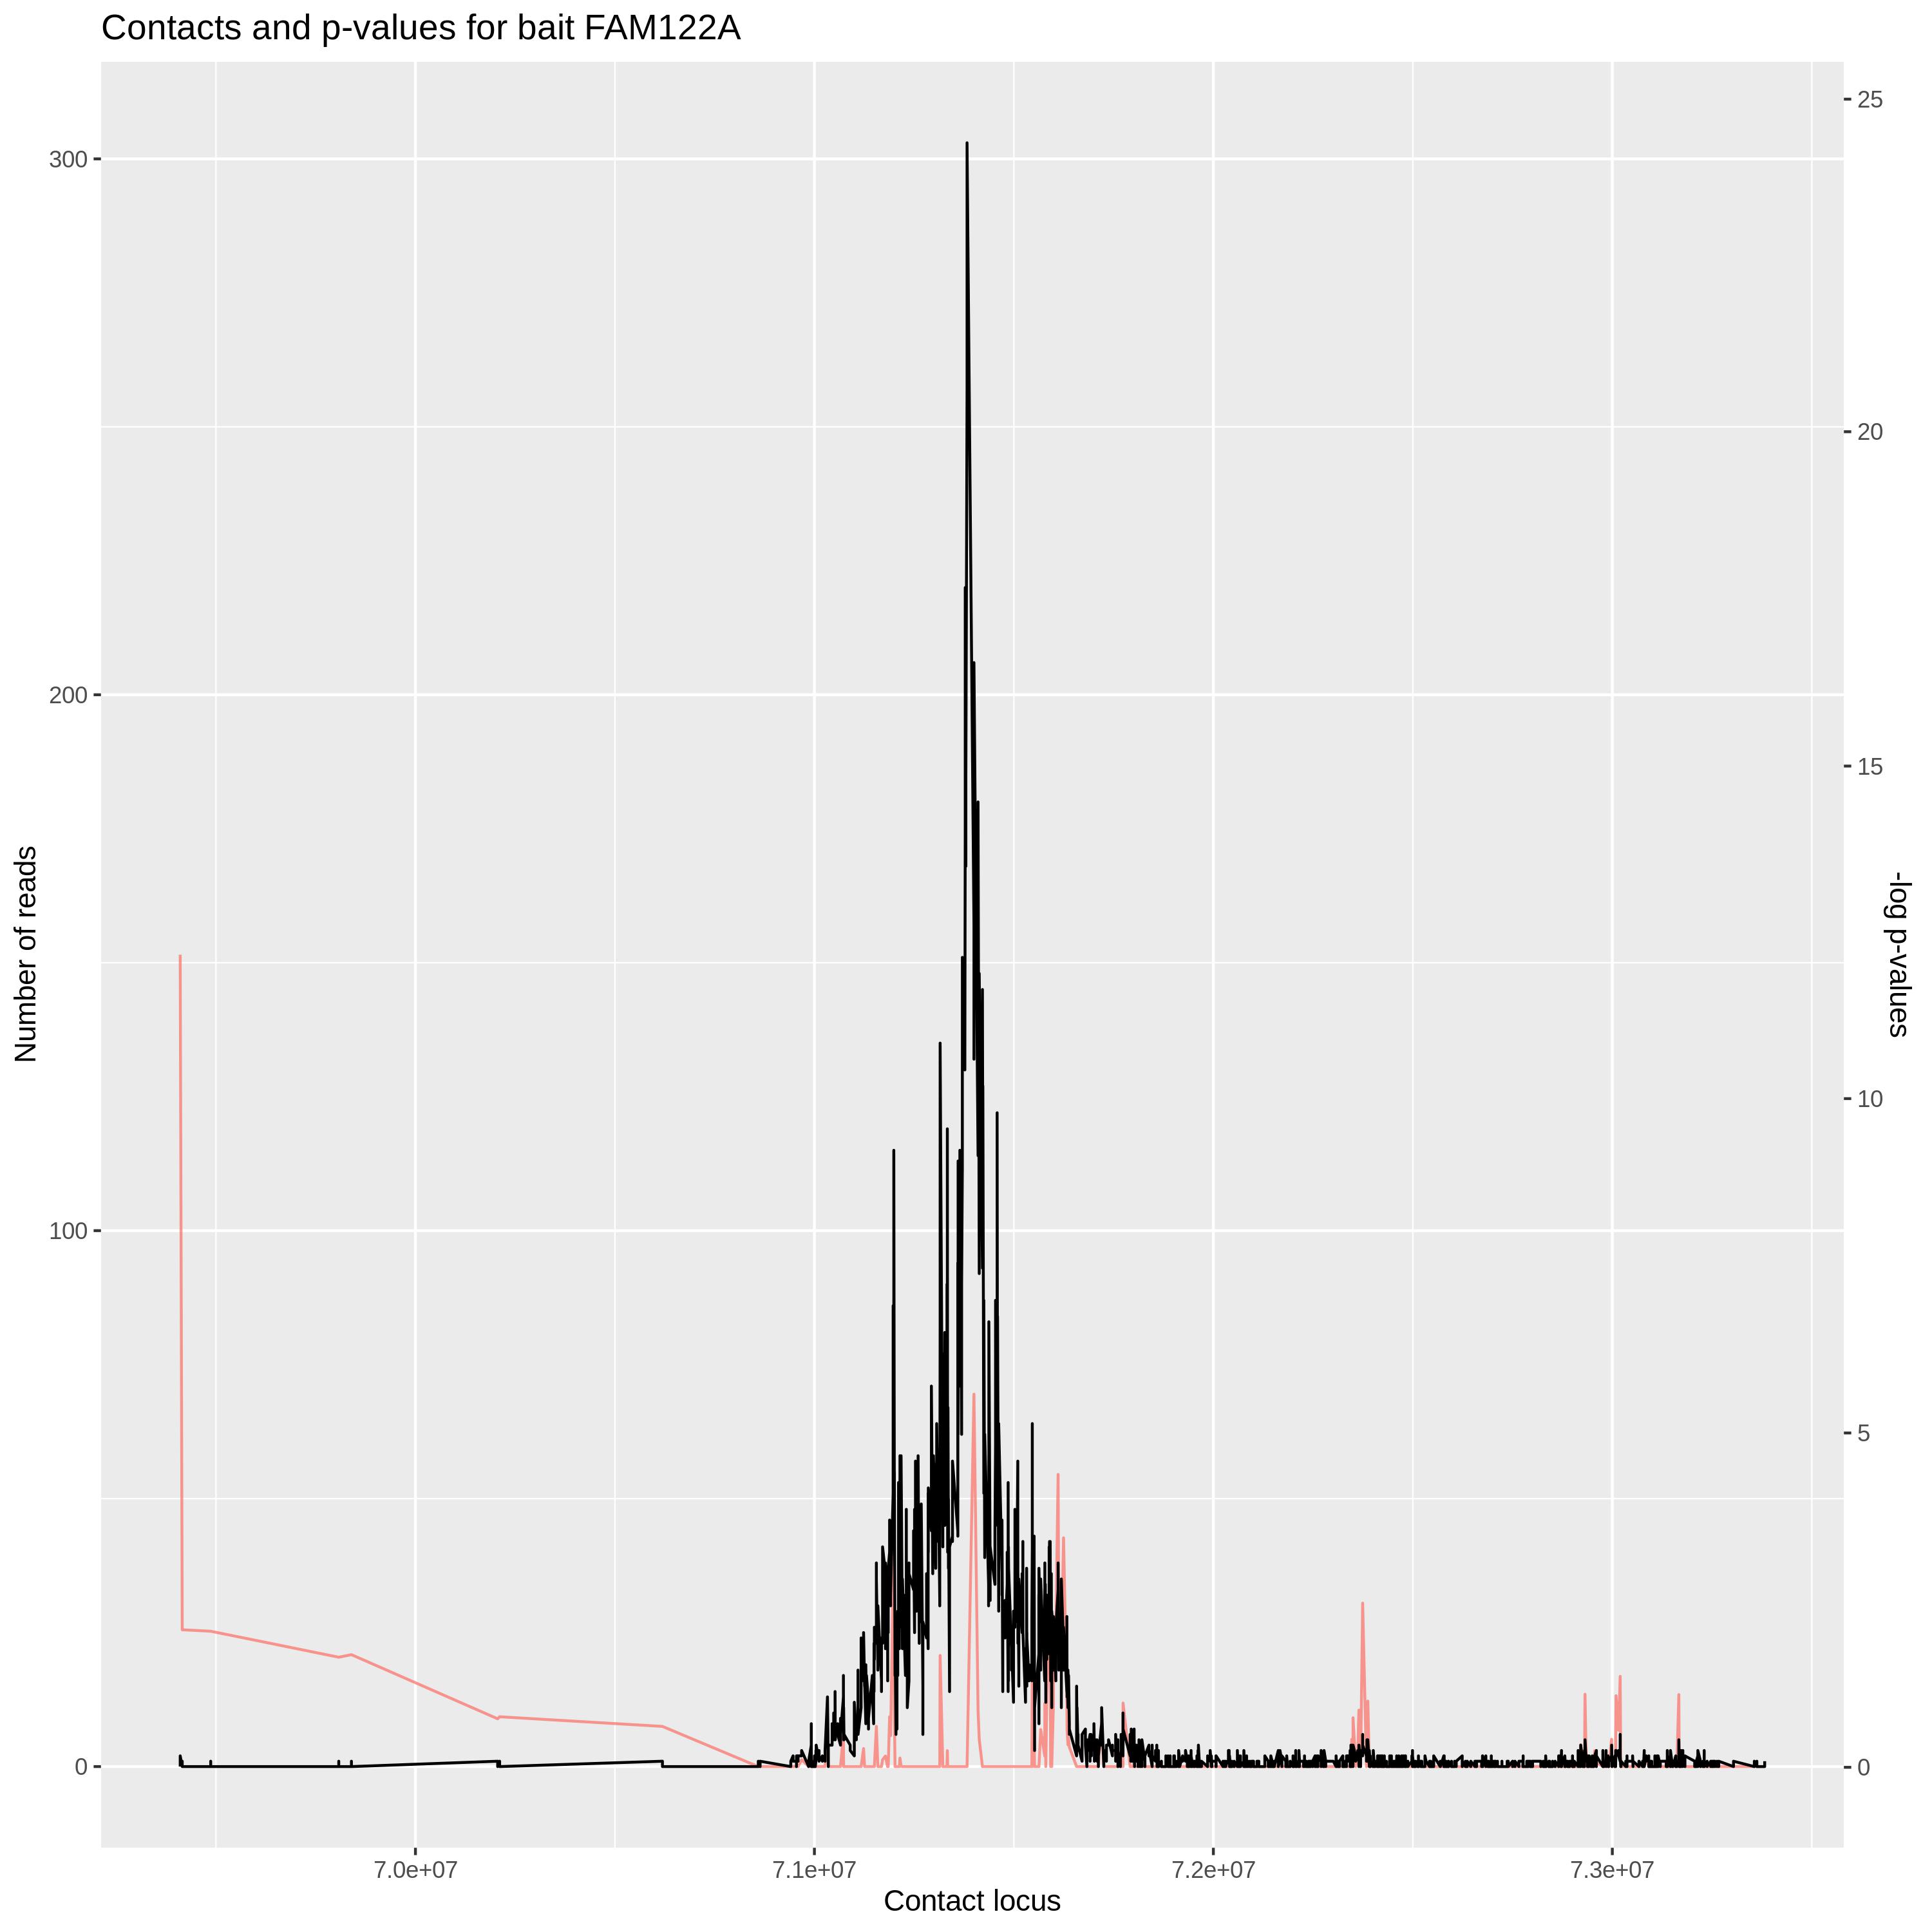 Contacts and p-values for bait FAM122A
300
200
100
0
Number of reads
25
20
15
10
5
0
-log p-values
7.0e+07
7.1e+07
7.2e+07
7.3e+07
Contact locus